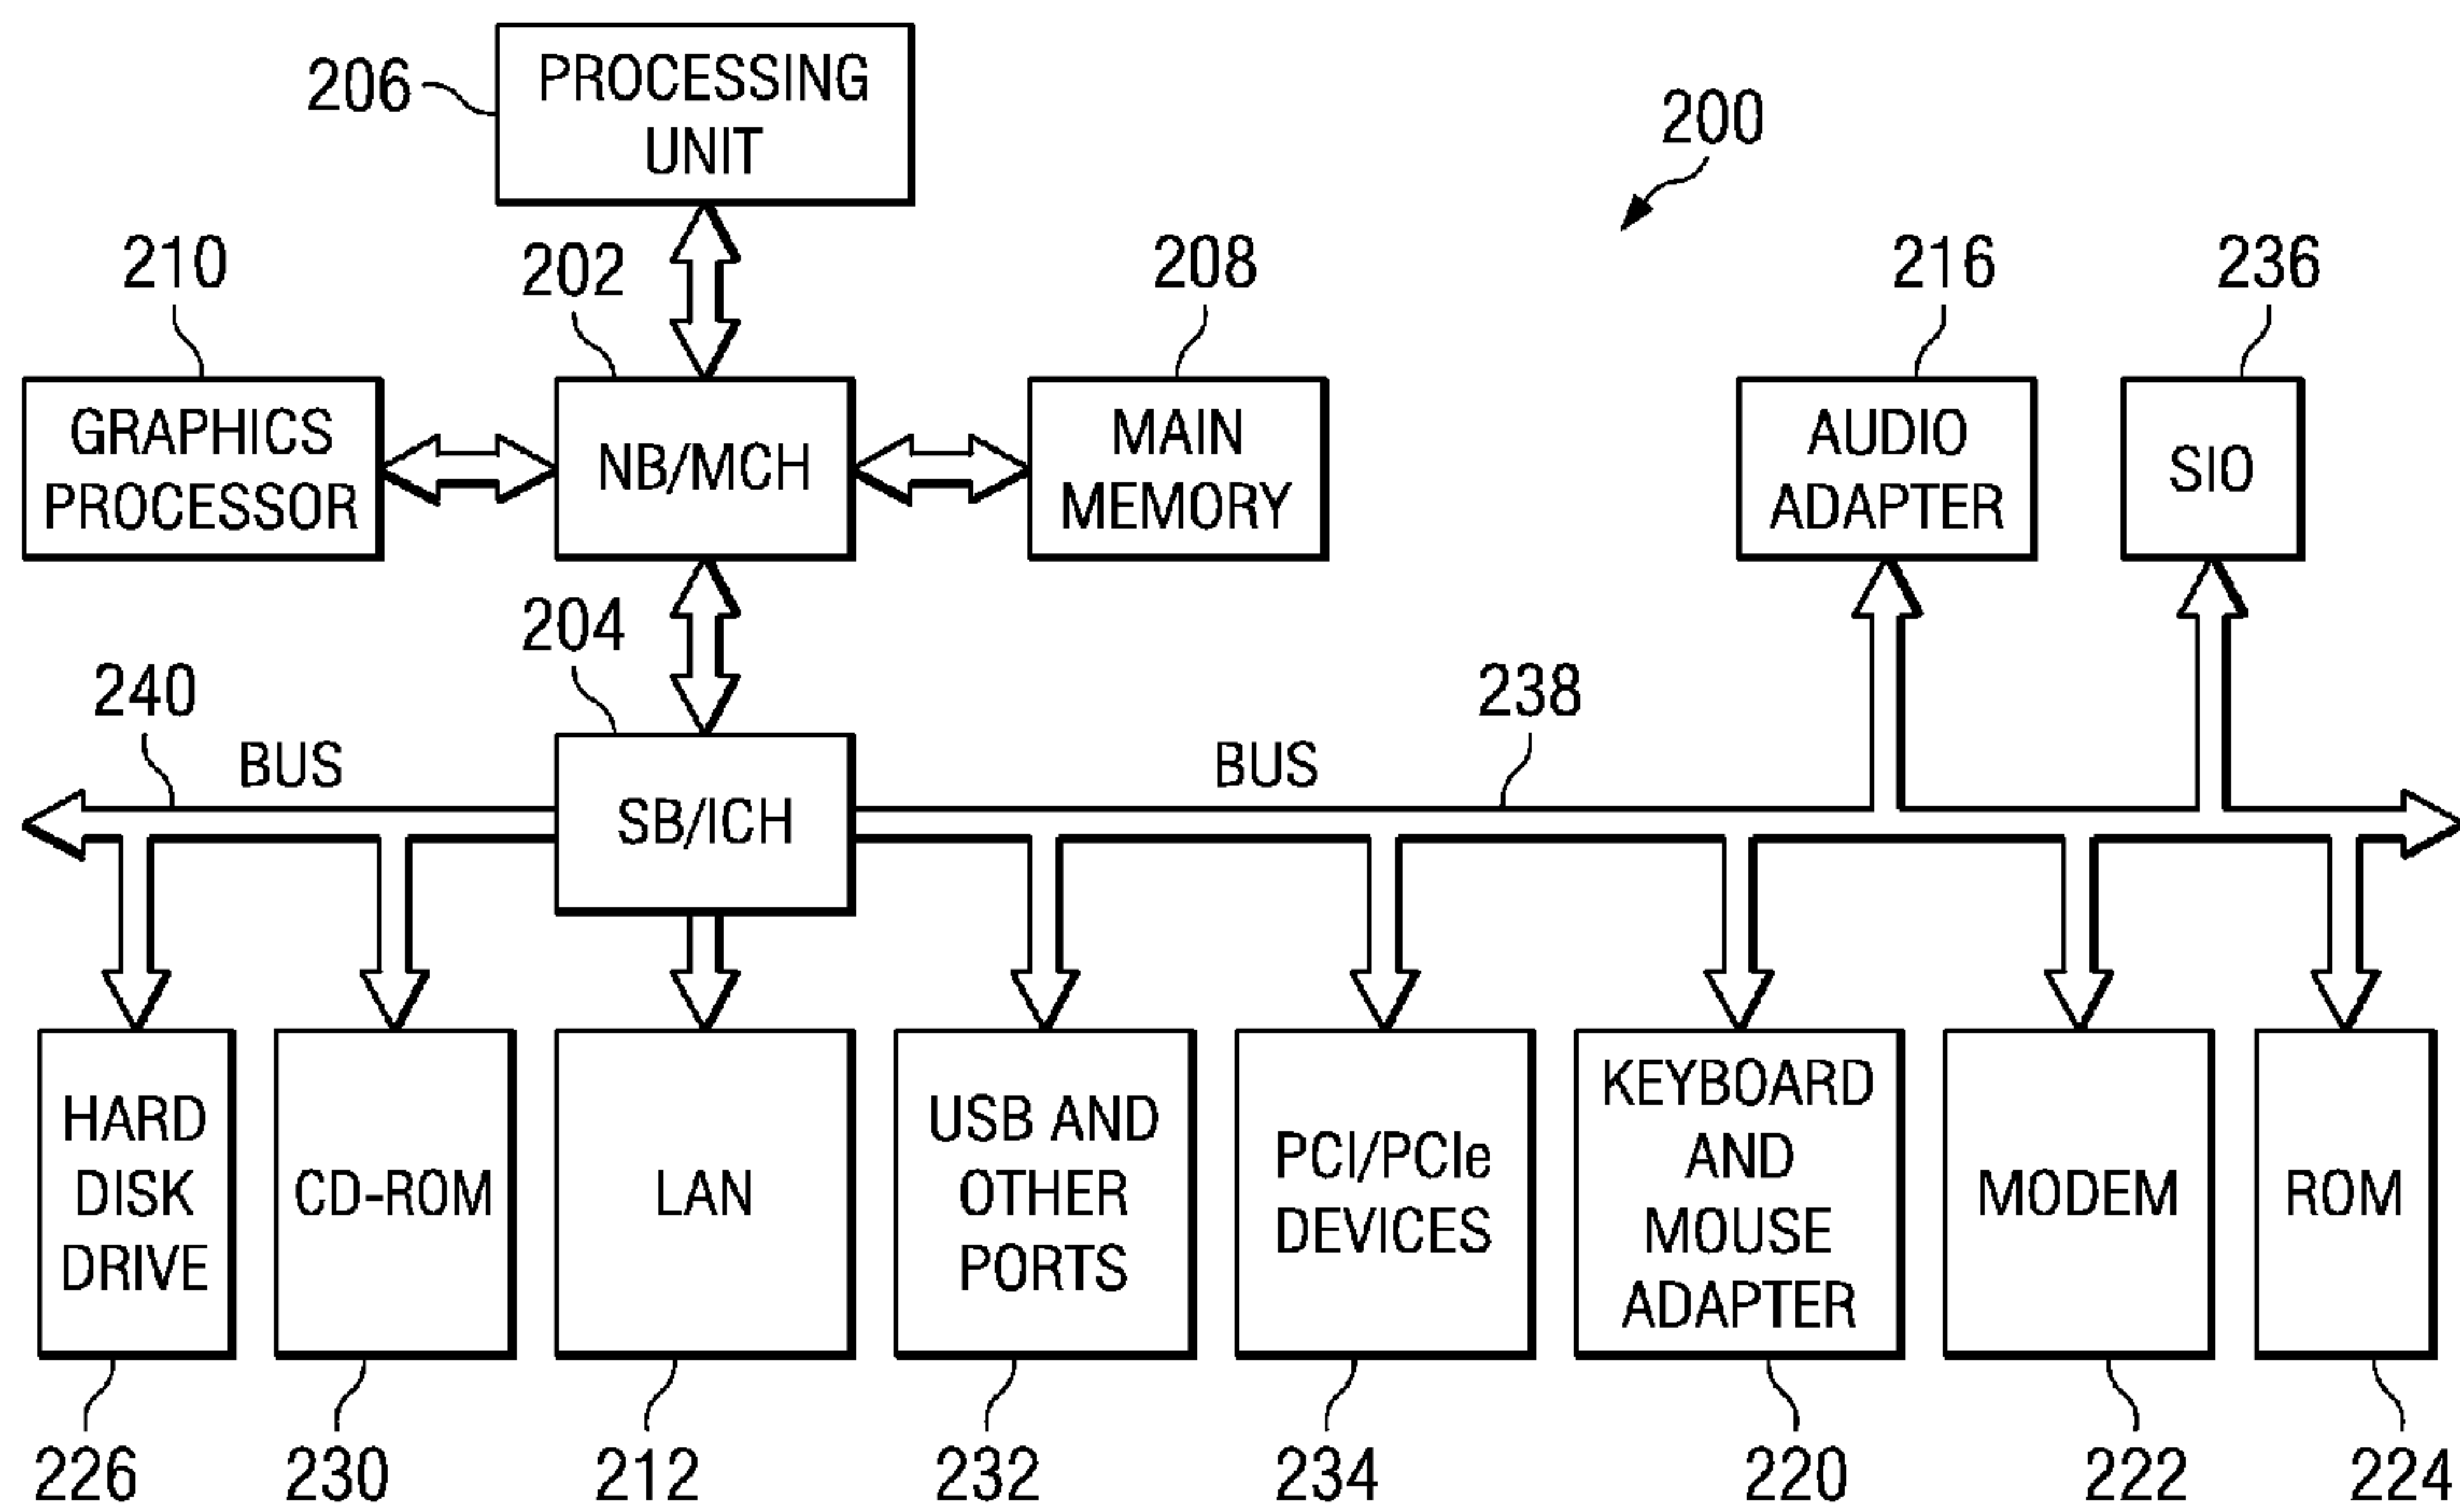 206
PROCESSING
UNIT
200
210
202
208
216
236
GRAPHICS
PROCESSOR
NB/MCH
MAIN
MEMORY
AUDIO
ADAPTER
SIO
204
240
238
BUS
BUS
SB/ICH
HARD
DISK
DRIVE
CD-ROM
LAN
USB AND
OTHER
PORTS
PCI/PCIe
DEVICES
KEYBOARD
AND
MOUSE
ADAPTER
MODEM
ROM
226
230
212
232
234
220
222
224